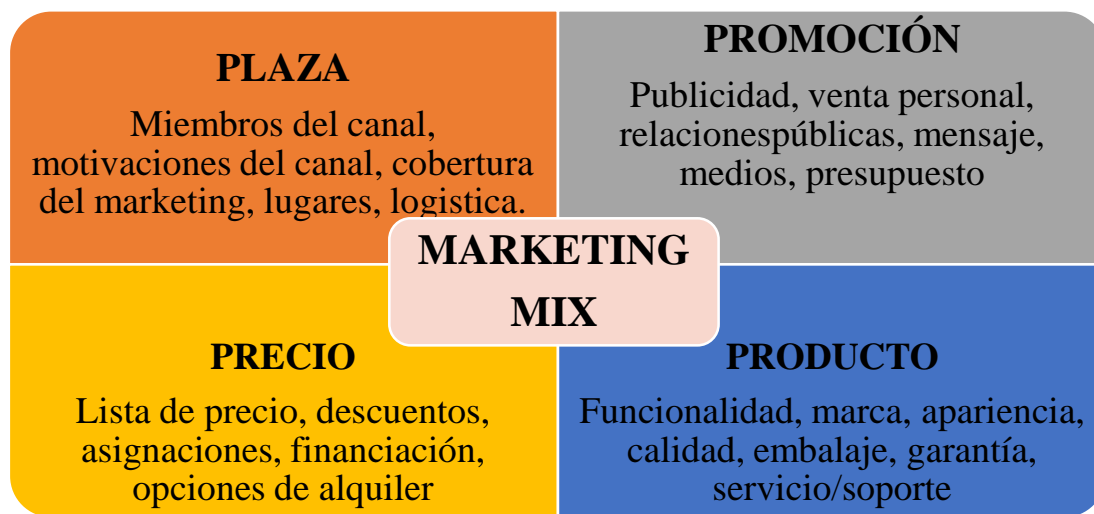 PLAZA
Miembros del canal,
motivaciones del canal, cobertura
del marketing, lugares, logistica.
PROMOCIÓN
Publicidad, venta personal,
relacionespúblicas, mensaje,
medios, presupuesto
MARKETING
MIX
PRECIO
Lista de precio, descuentos,
asignaciones, financiación,
opciones de alquiler
PRODUCTO
Funcionalidad, marca, apariencia,
calidad, embalaje, garantía,
servicio/soporte